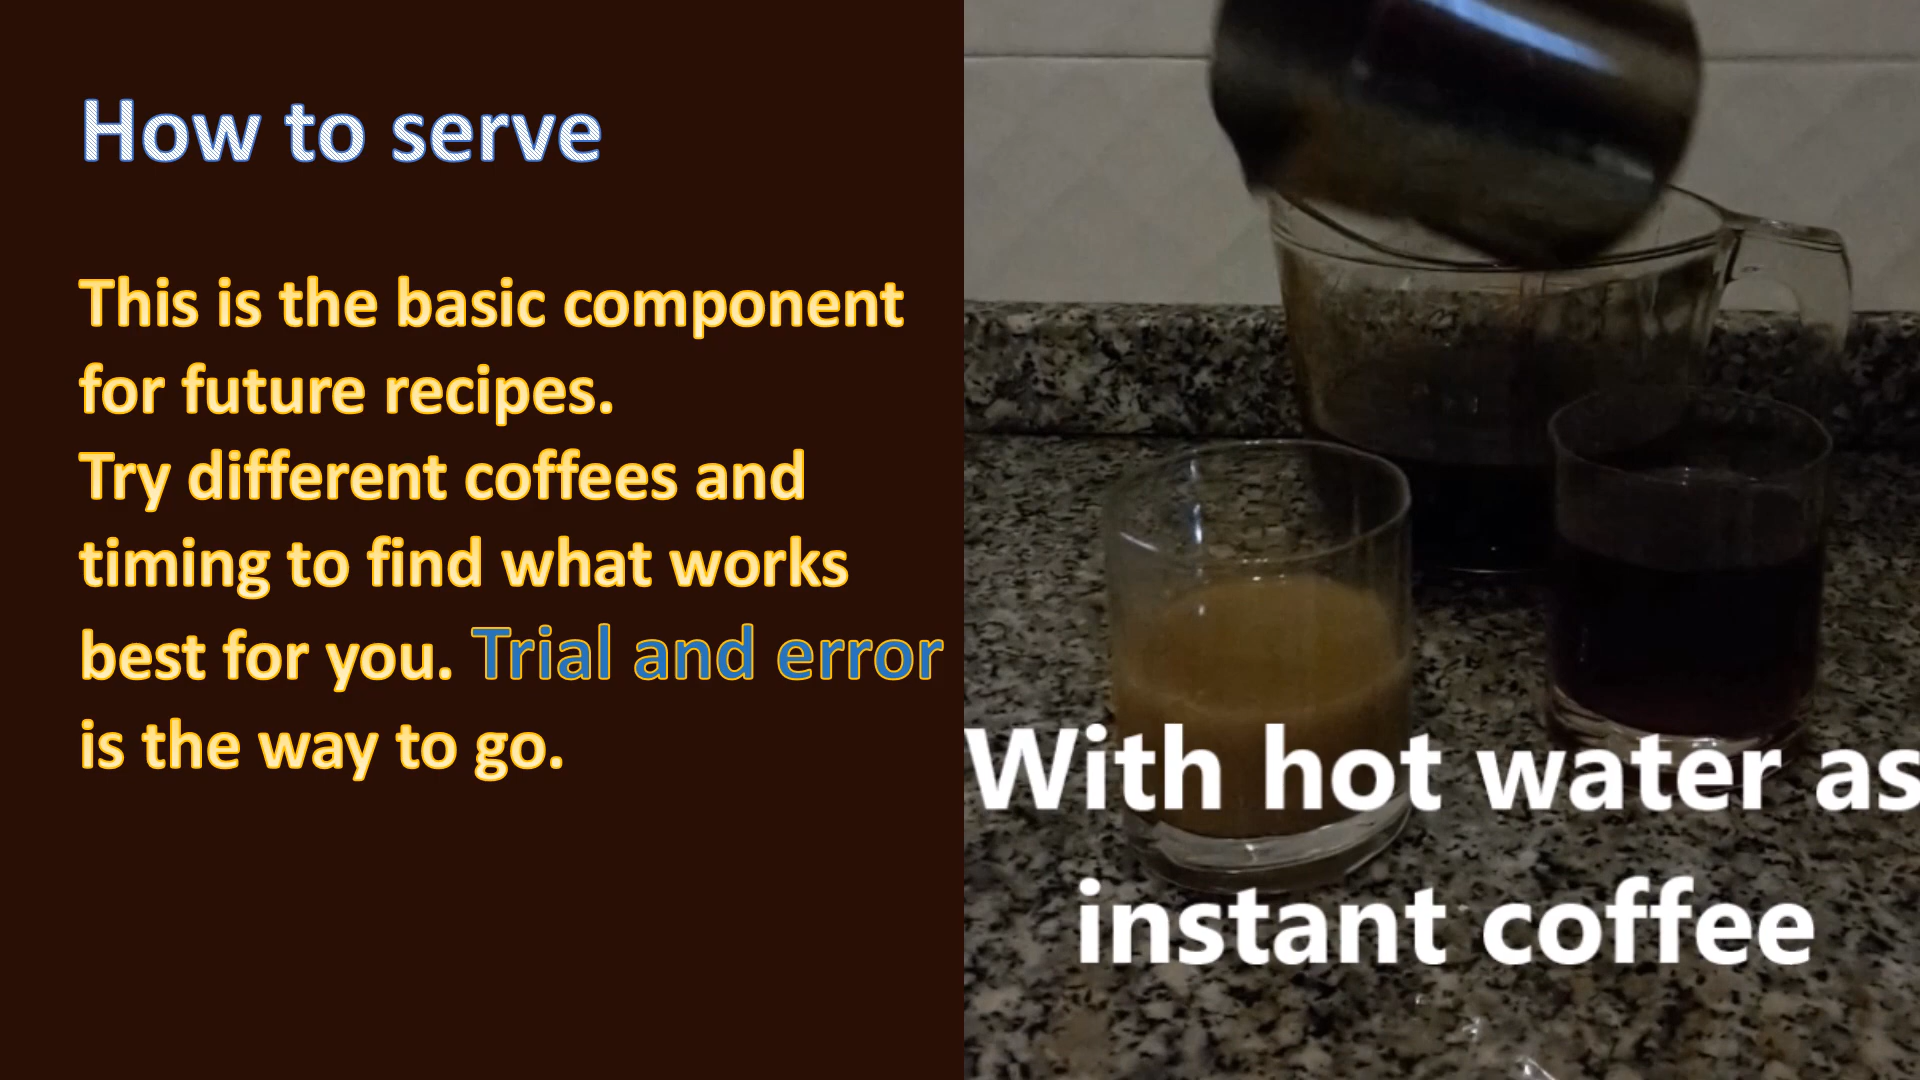 How to serve
This is the basic component
for future recipes.
Try different coffees and
timing to find what works
best for you. Trial and error
is the way to go.
With hot water as
instant coffee